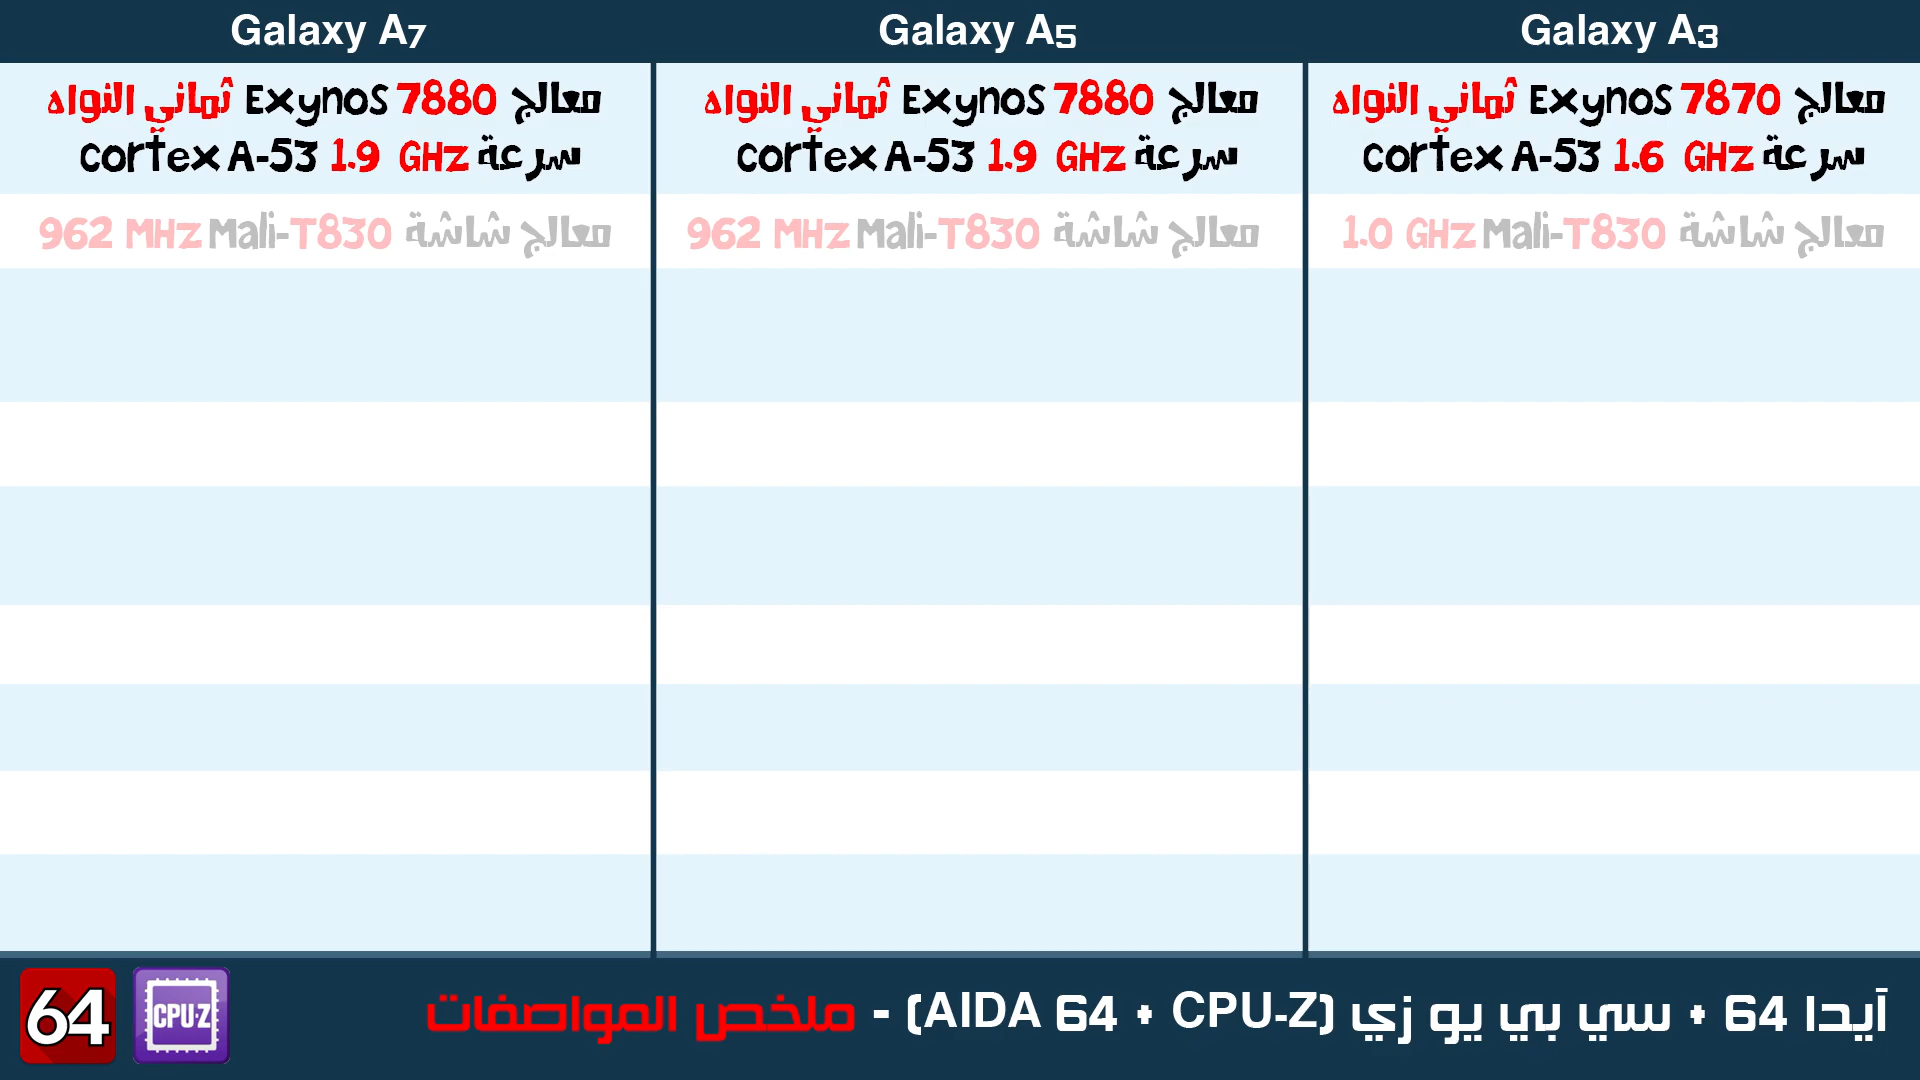 Galaxy A7
Galaxy A5
Galaxy A3
معالج Exynos 7880 ثماني النواه
سرعة cortex A-53 1.9 GHz
معالج Exynos 7880 ثماني النواه
سرعة cortex A-53 1.9 GHz
معالج Exynos 7870 ثماني النواه
سرعة cortex A-53 1.6 GHz
معالج شاشة Mali-T830 962 MHz
معالج شاشة Mali-T830 962 MHz
معالج شاشة Mali-T830 1.0 GHz
آيدا 64 + سي بي يو زي (AIDA 64 + CPU-Z) - ملخص المواصفات
64
CPU-Z